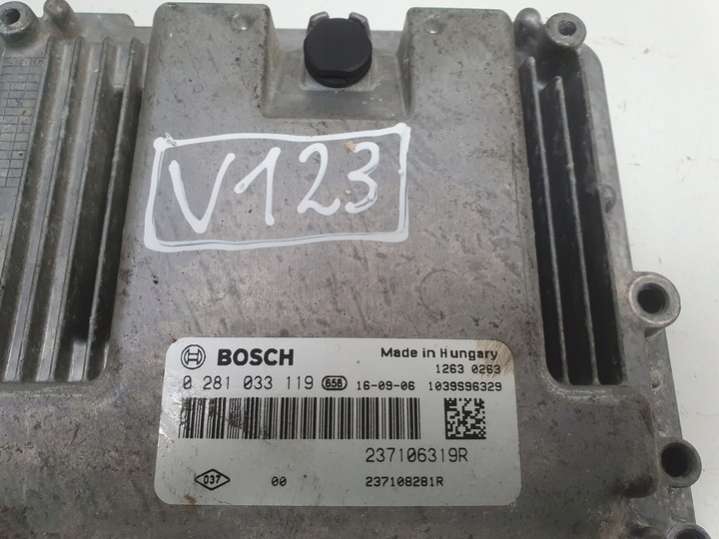 V123
BOSCH Made in Hungary
1263 0263
0 281 033 119 656 16-09-06 1039S96329
237106319R
037 00 237108281R